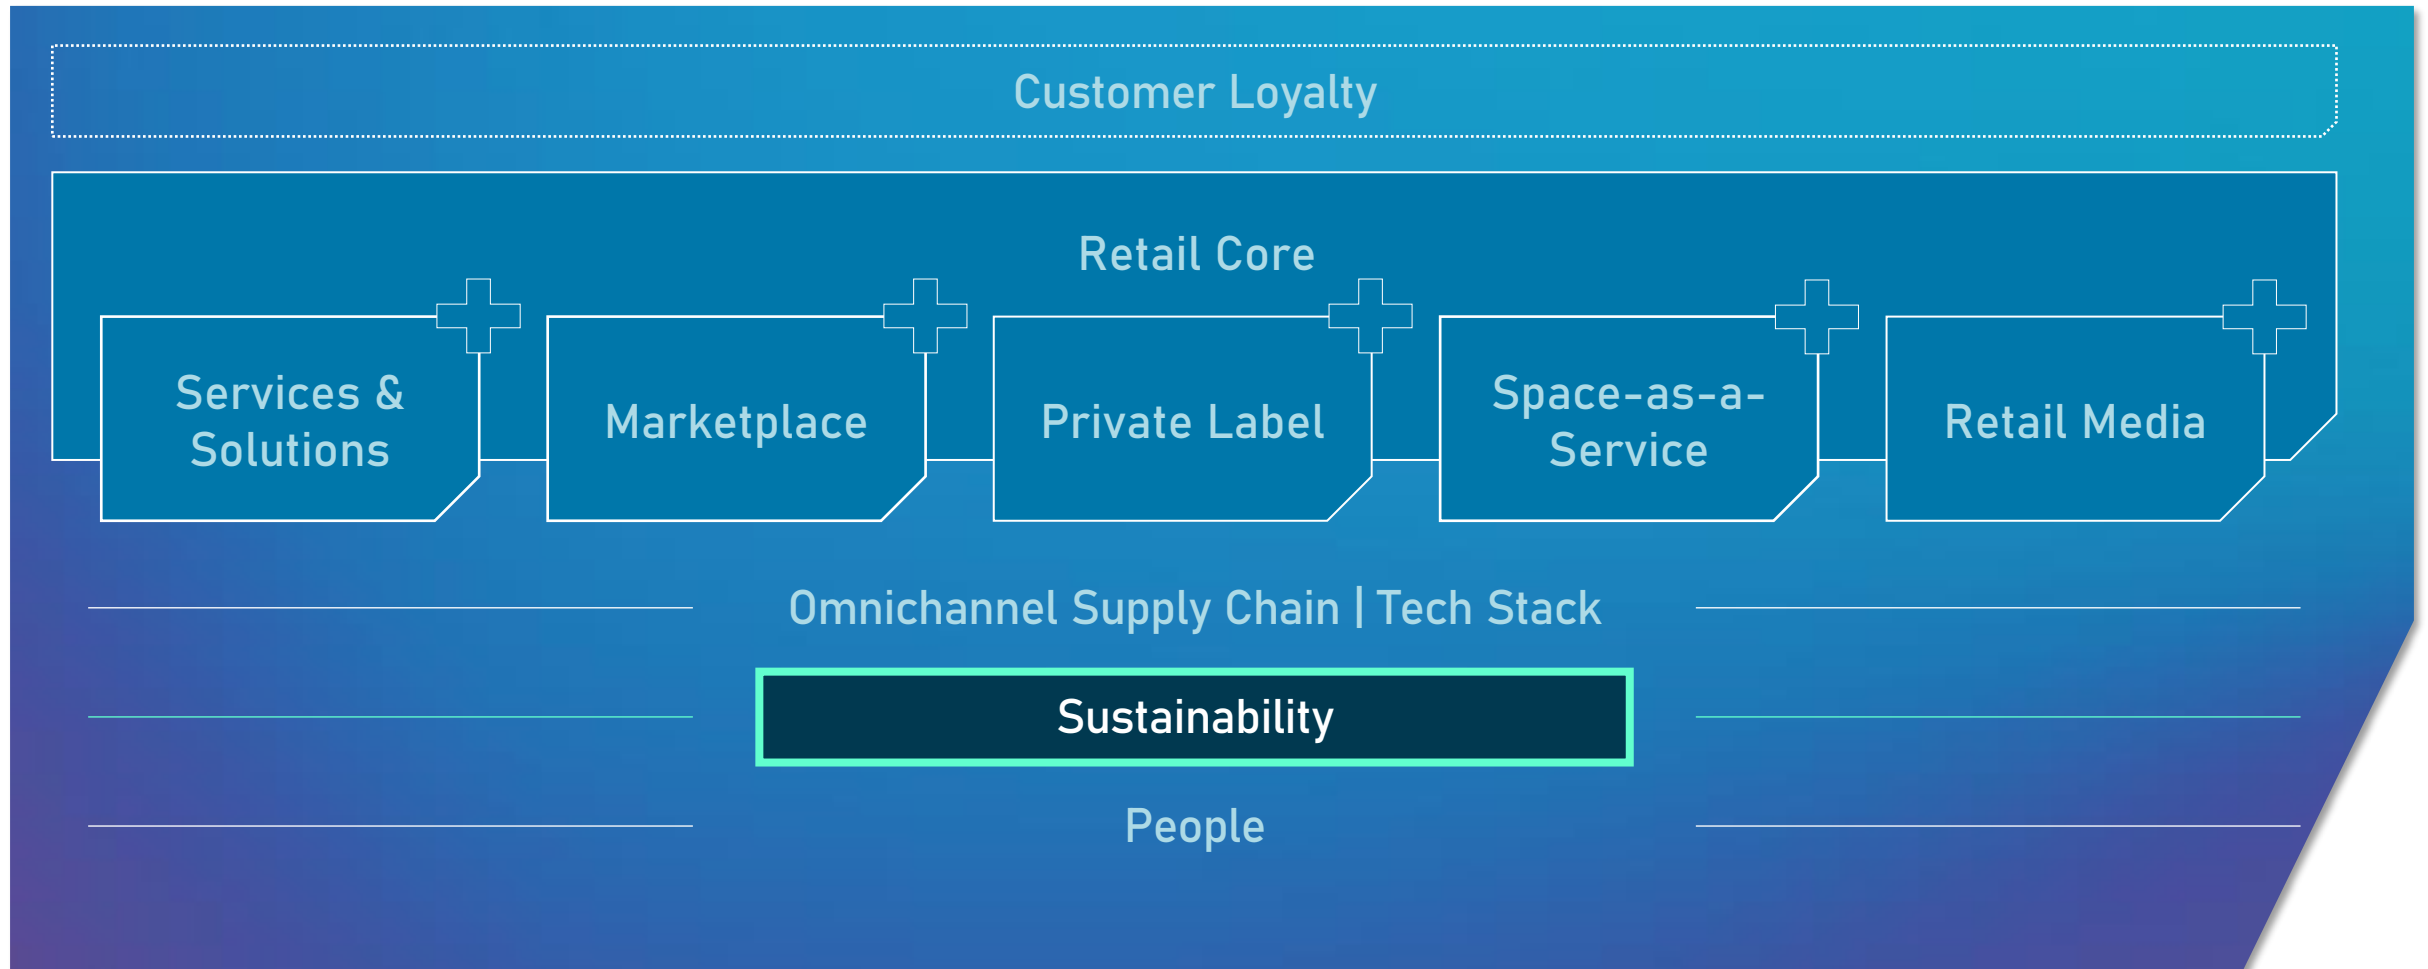 Customer Loyalty
Retail Core
Services &
Solutions
Marketplace
Private Label
Space-as-a-
Service
Retail Media
Omnichannel Supply Chain | Tech Stack
Sustainability
People